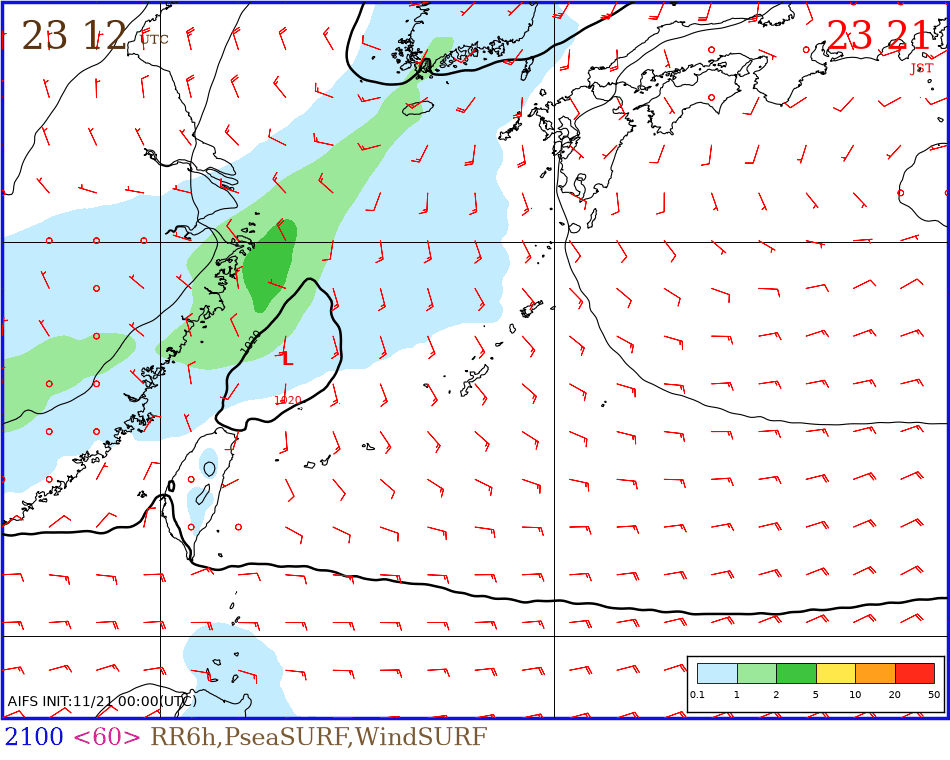 23 12 UTC
23 21
JST
1020
L
1020
0.1 1 2 5 10 20 50
AIFS INIT:11/21 00:00(UTC)
2100 <60> RR6h,PseaSURF,WindSURF